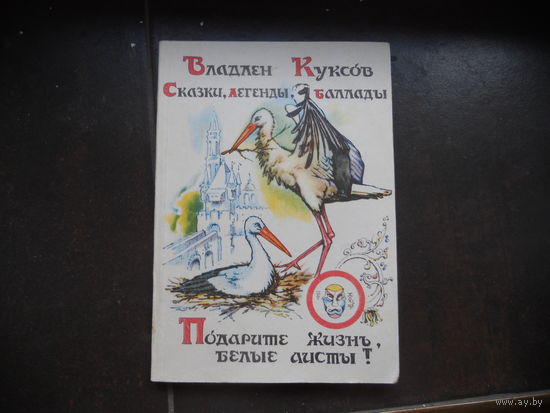 Владлен Куксов
Сказки, легенды, баллады
Подарите жизнь,
белые аисты!
www.ay.by